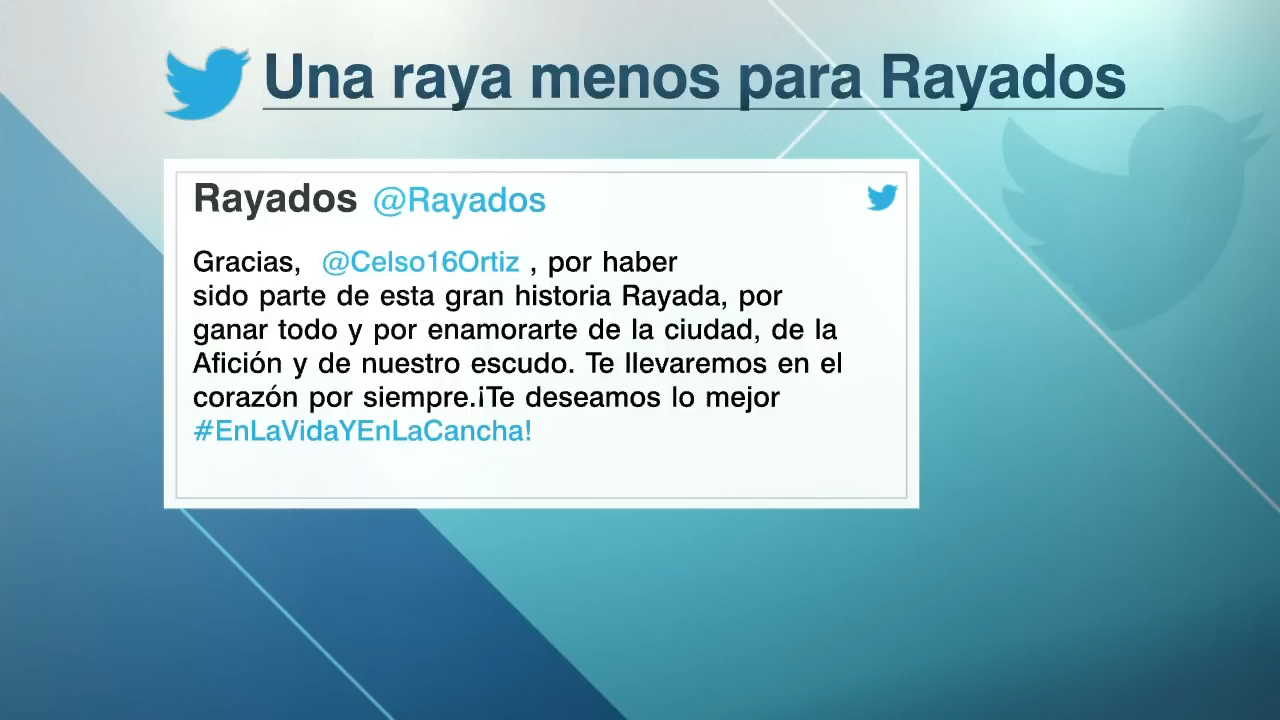 Una raya menos para Rayados
Rayados @Rayados
Gracias, @Celso16Ortiz , por haber
sido parte de esta gran historia Rayada, por
ganar todo y por enamorarte de la ciudad, de la
Afición y de nuestro escudo. Te llevaremos en el
corazón por siempre.¡Te deseamos lo mejor
#EnLaVidaYEnLaCancha!